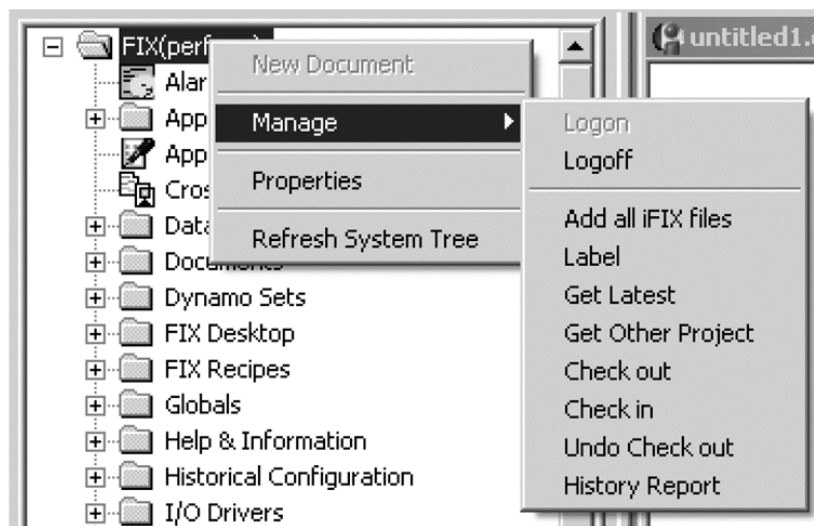 FIX(perf
untitled1.
New Document
Alar
App
Manage
Logon
App
Logoff
Properties
Cros
Data
Add all iFIX files
Refresh System Tree
Documents
Label
Dynamo Sets
Get Latest
FIX Desktop
Get Other Project
FIX Recipes
Check out
Globals
Check in
Help & Information
Undo Check out
Historical Configuration
History Report
I/O Drivers